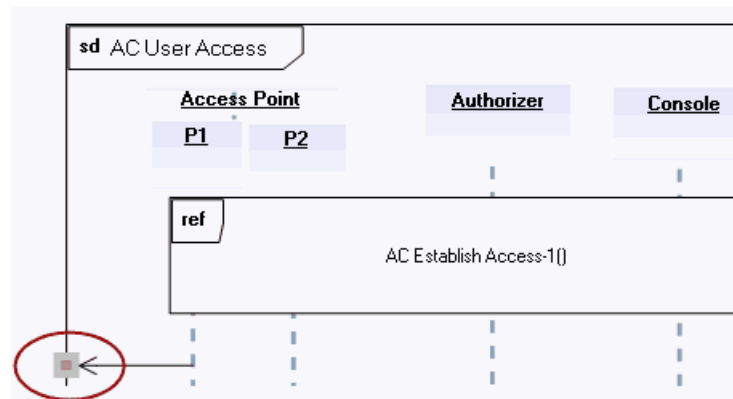 sd AC User Access
Access Point
Authorizer
Console
P1
P2
ref
AC Establish Access-1()